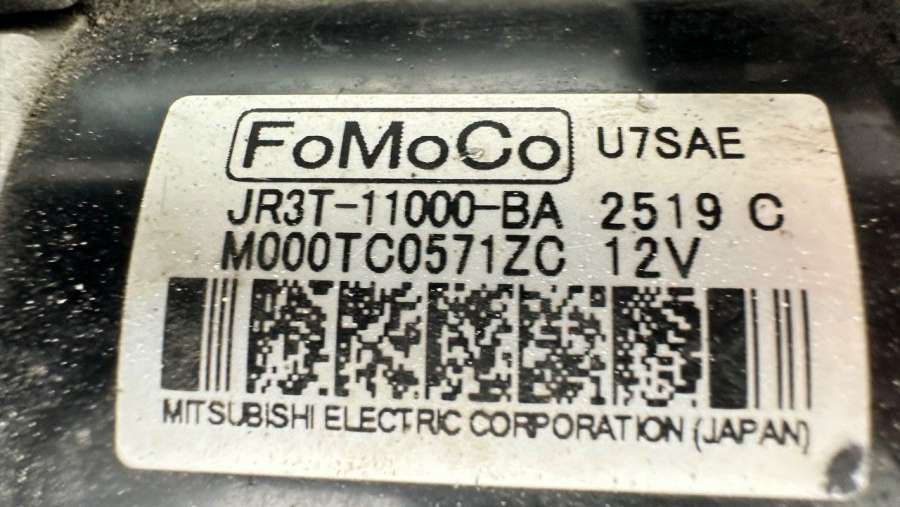 FoMoCo U7SAE
JR3T-11000-BA 2519 C
M000TC0571ZC 12V
MITSUBISHI ELECTRIC CORPORATION (JAPAN)